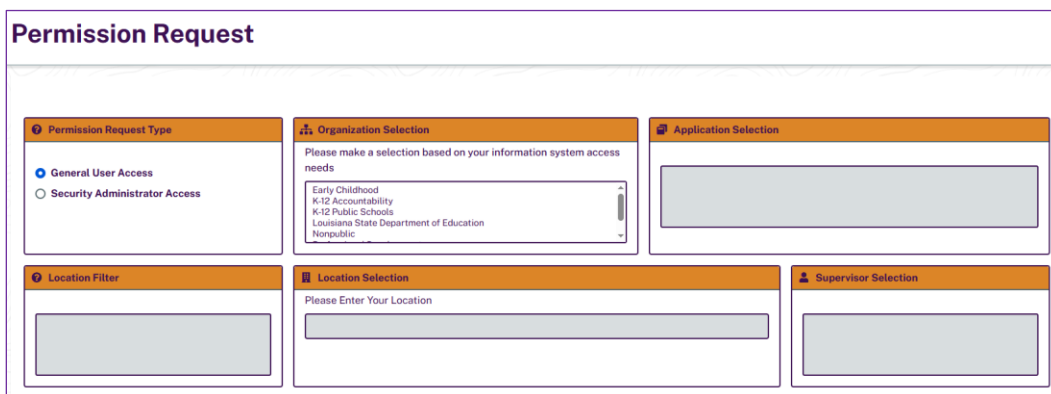 Permission Request
Permission Request Type
General User Access
Security Administrator Access
Organization Selection
Please make a selection based on your information system access
needs
Early Childhood
K-12 Accountability
K-12 Public Schools
Louisiana State Department of Education
Nonpublic
Application Selection
Location Filter
Location Selection
Please Enter Your Location
Supervisor Selection